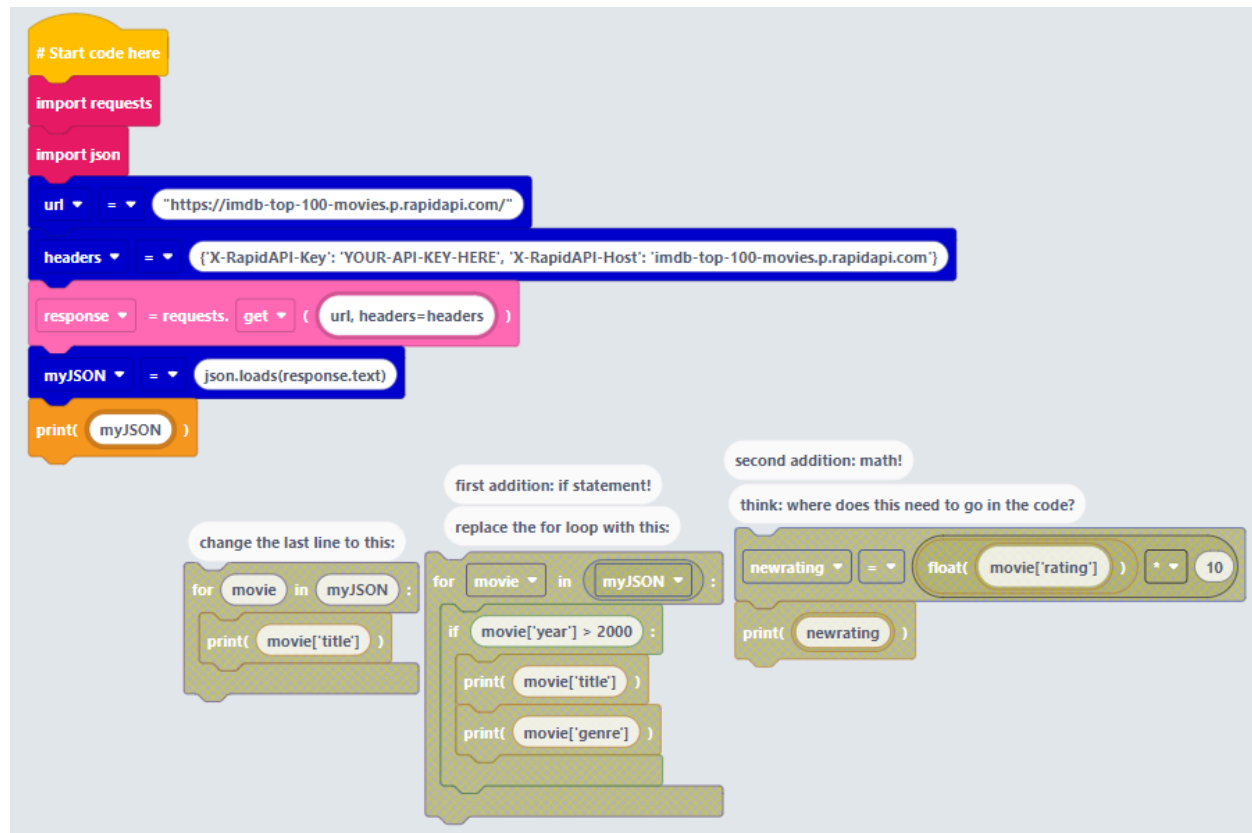 # Start code here
import requests
import json
url = "https://imdb-top-100-movies.p.rapidapi.com/"
headers = {'X-RapidAPI-Key': 'YOUR-API-KEY-HERE', 'X-RapidAPI-Host': 'imdb-top-100-movies.p.rapidapi.com'}
response = requests. get ( url, headers=headers )
myJSON = json.loads(response.text)
print( myJSON )
change the last line to this:
for movie in myJSON :
print( movie['title'] )
first addition: if statement!
replace the for loop with this:
for movie in myJSON :
if movie['year'] > 2000 :
print( movie['title'] )
print( movie['genre'] )
second addition: math!
think: where does this need to go in the code?
newrating = float( movie['rating'] ) * 10
print( newrating )